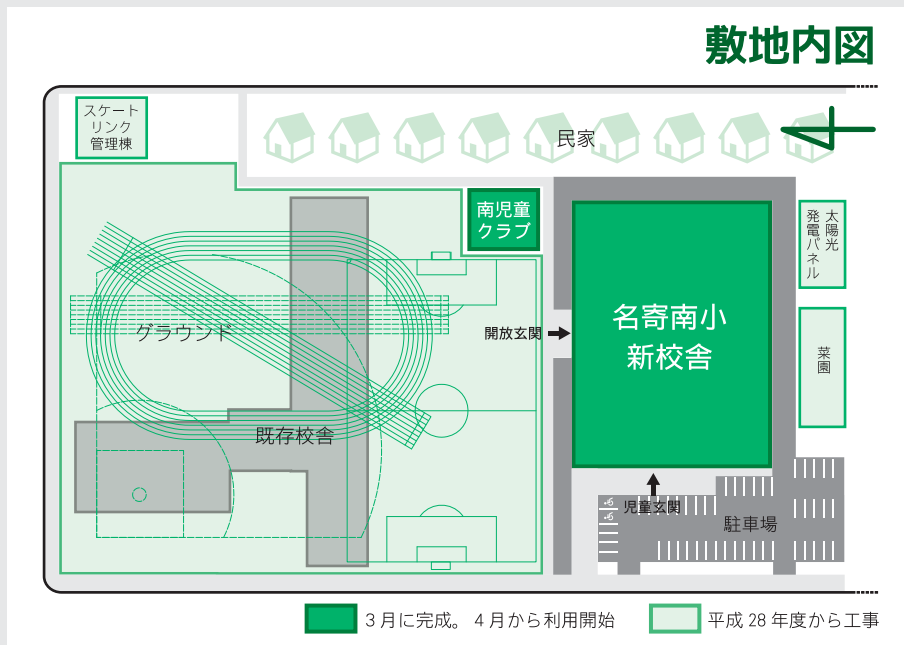 敷地内図
スケート
リンク
管理棟
民家
南児童
クラブ
太陽光
発電パネル
グラウンド
開放玄関
名寄南小
新校舎
菜園
既存校舎
児童玄関
駐車場
3月に完成。4月から利用開始
平成28年度から工事